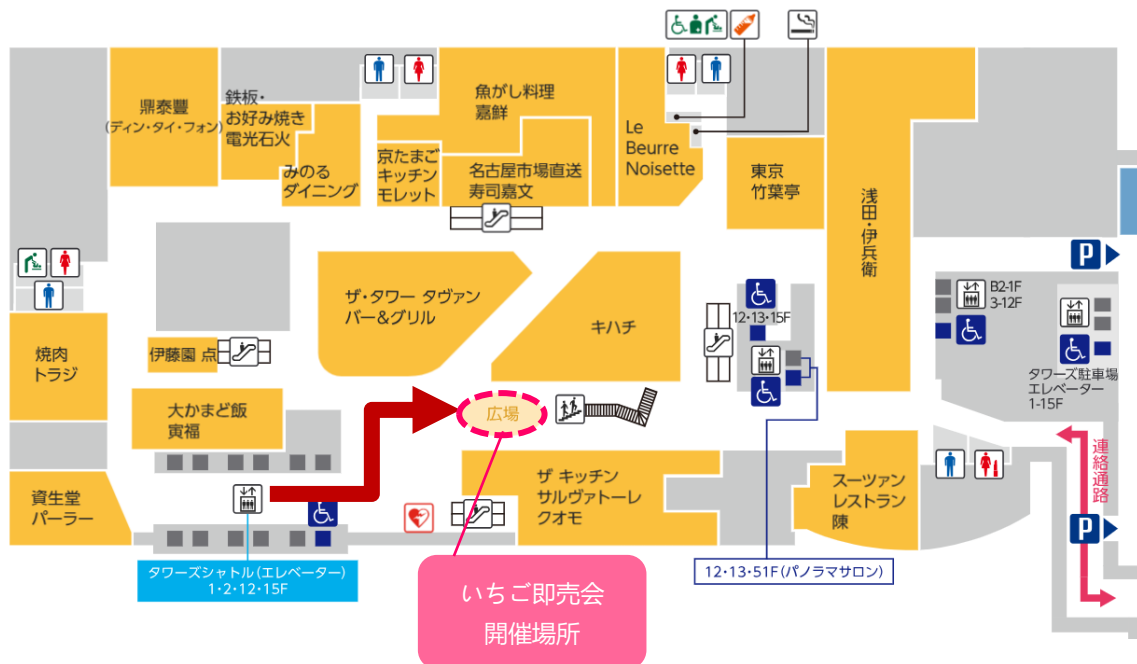 鼎泰豐
(ディン・タイ・フォン)
鉄板・
お好み焼き
電光石火
みのる
ダイニング
京たまご
キッチン
モレット
魚がし料理
嘉鮮
名古屋市場直送
寿司嘉文
Le
Beurre
Noisette
東京
竹葉亭
浅田・伊兵衛
P
B2-1F
3-12F
12・13・15F
タワーズ駐車場
エレベーター
1-15F
ザ・タワー タヴァン
バー&グリル
キハチ
焼肉
トラジ
伊藤園 点
大かまど飯
寅福
広場
資生堂
パーラー
ザ キッチン
サルヴァトーレ
クオモ
スーツァン
レストラン
陳
連絡通路
P
タワーズシャトル(エレベーター)
1・2・12・15F
12・13・51F(パノラマサロン)
いちご即売会
開催場所